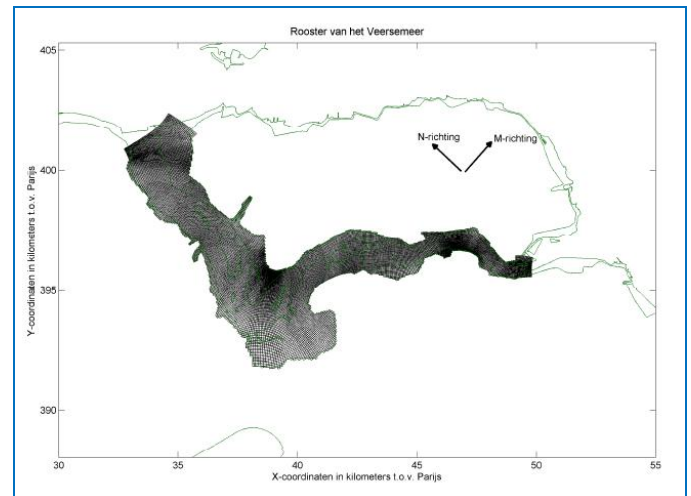 Rooster van het Veersemeer
405
400
395
390
N-richting
M-richting
Y-coordinaten in kilometers t.o.v. Parijs
30
35
40
45
50
55
X-coordinaten in kilometers t.o.v. Parijs